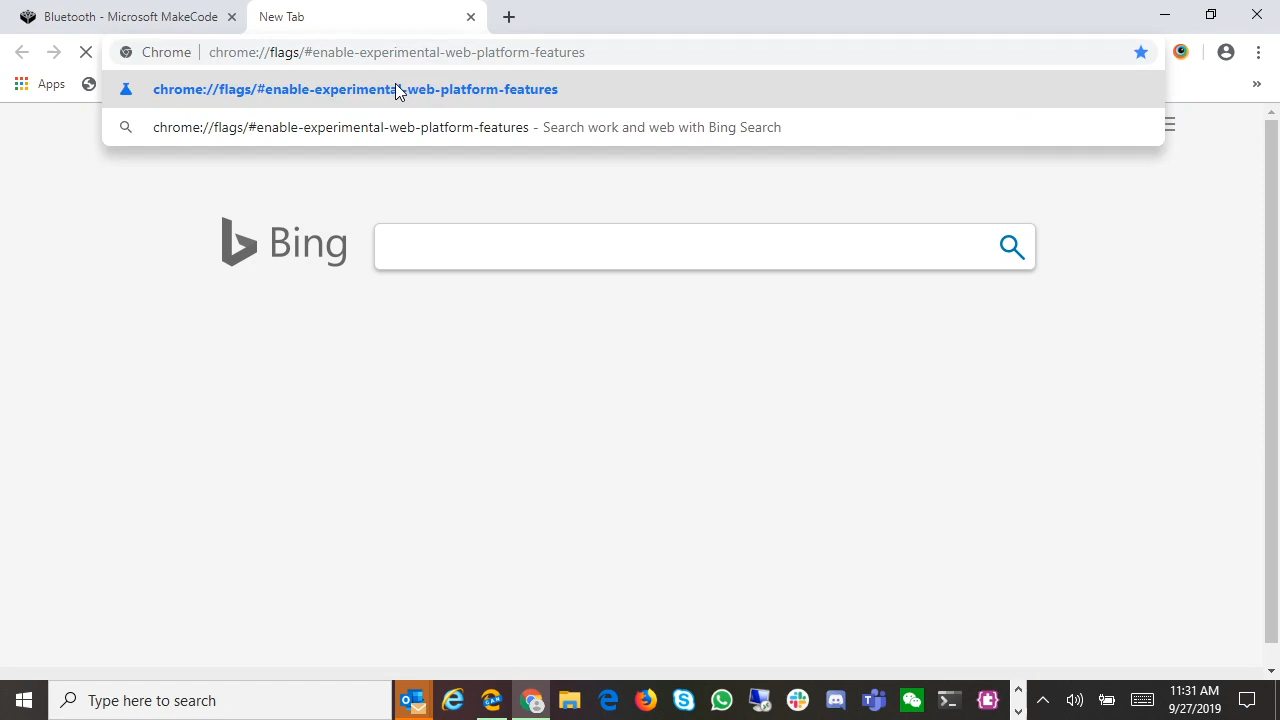 Bluetooth - Microsoft MakeCode
New Tab
Chrome
chrome://flags/#enable-experimental-web-platform-features
Apps
»
chrome://flags/#enable-experimental-web-platform-features
chrome://flags/#enable-experimental-web-platform-features - Search work and web with Bing Search
Bing
Type here to search
11:31 AM
9/27/2019